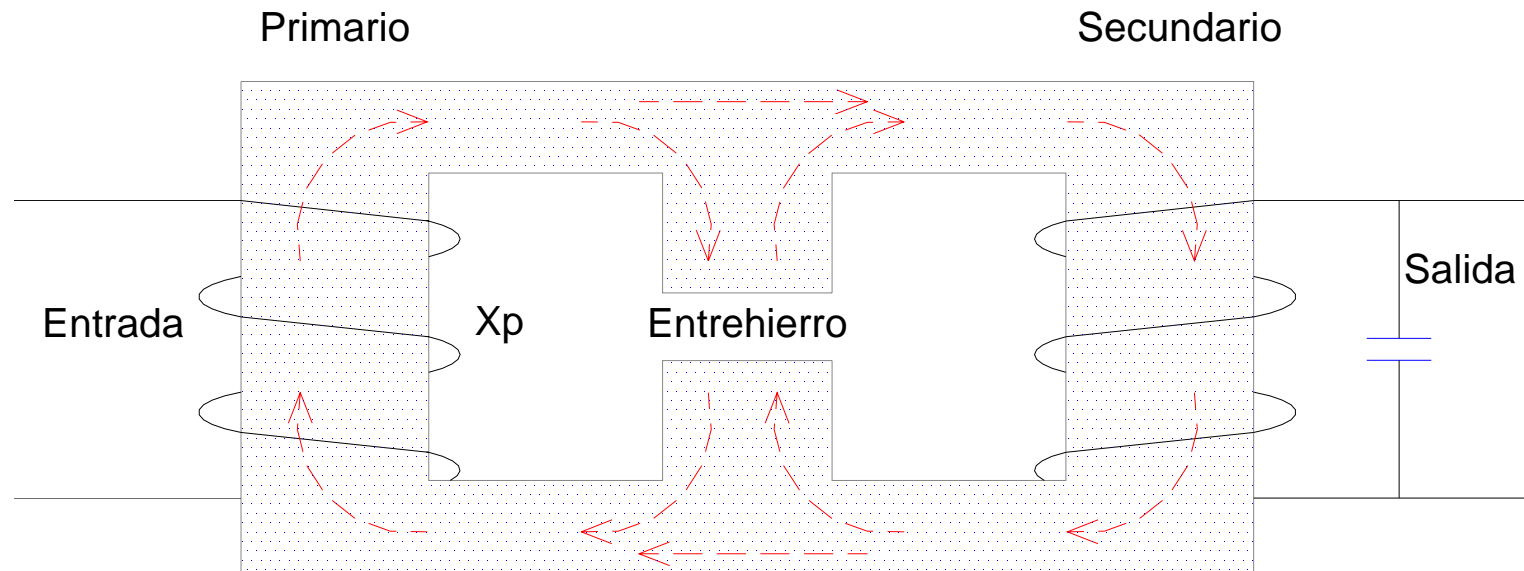 Primario
Secundario
Entrada
Xp
Entrehierro
Salida